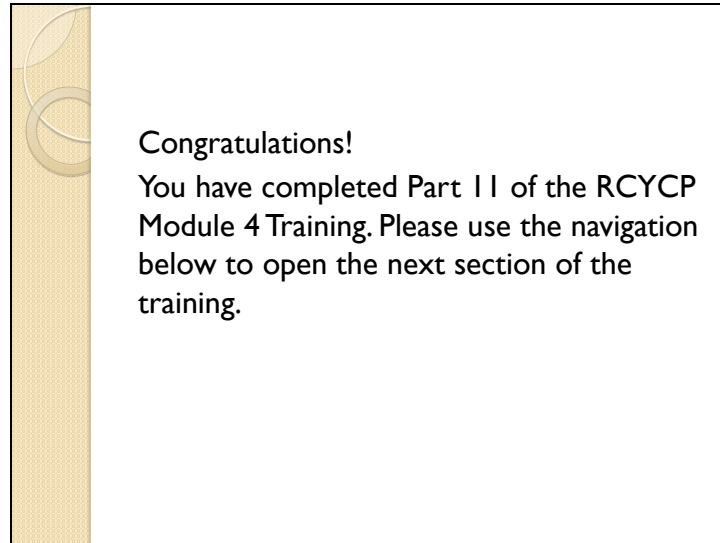 Congratulations!
You have completed Part 11 of the RCYCP
Module 4 Training. Please use the navigation
below to open the next section of the
training.